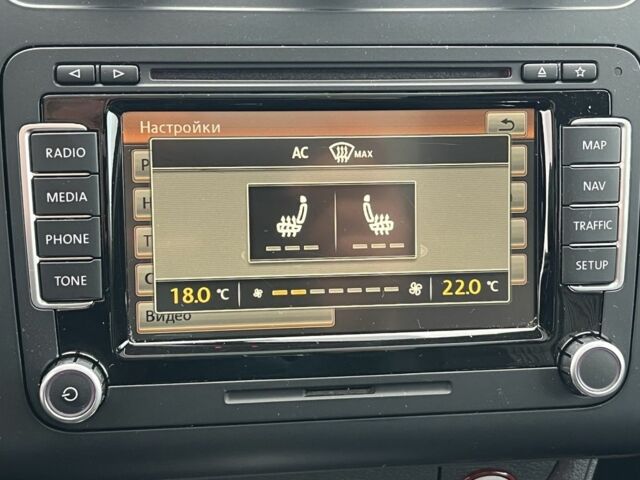 RADIO
MEDIA
PHONE
TONE
MAP
NAV
TRAFFIC
SETUP
Настройки
AC MAX
18.0 °C 22.0 °C
Видео